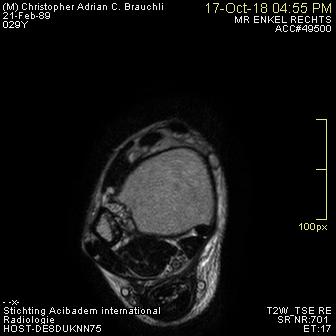 (M) Christopher Adrian C. Brauchli
21-Feb-89
029Y
17-Oct-18 04:55 PM
MR ENKEL RECHTS
ACC#49500
100px
--x-
Stichting Acibadem international
Radiologie
HOST-DE8DUKNN75
T2W_TSE RE
SR NR:701
ET:17